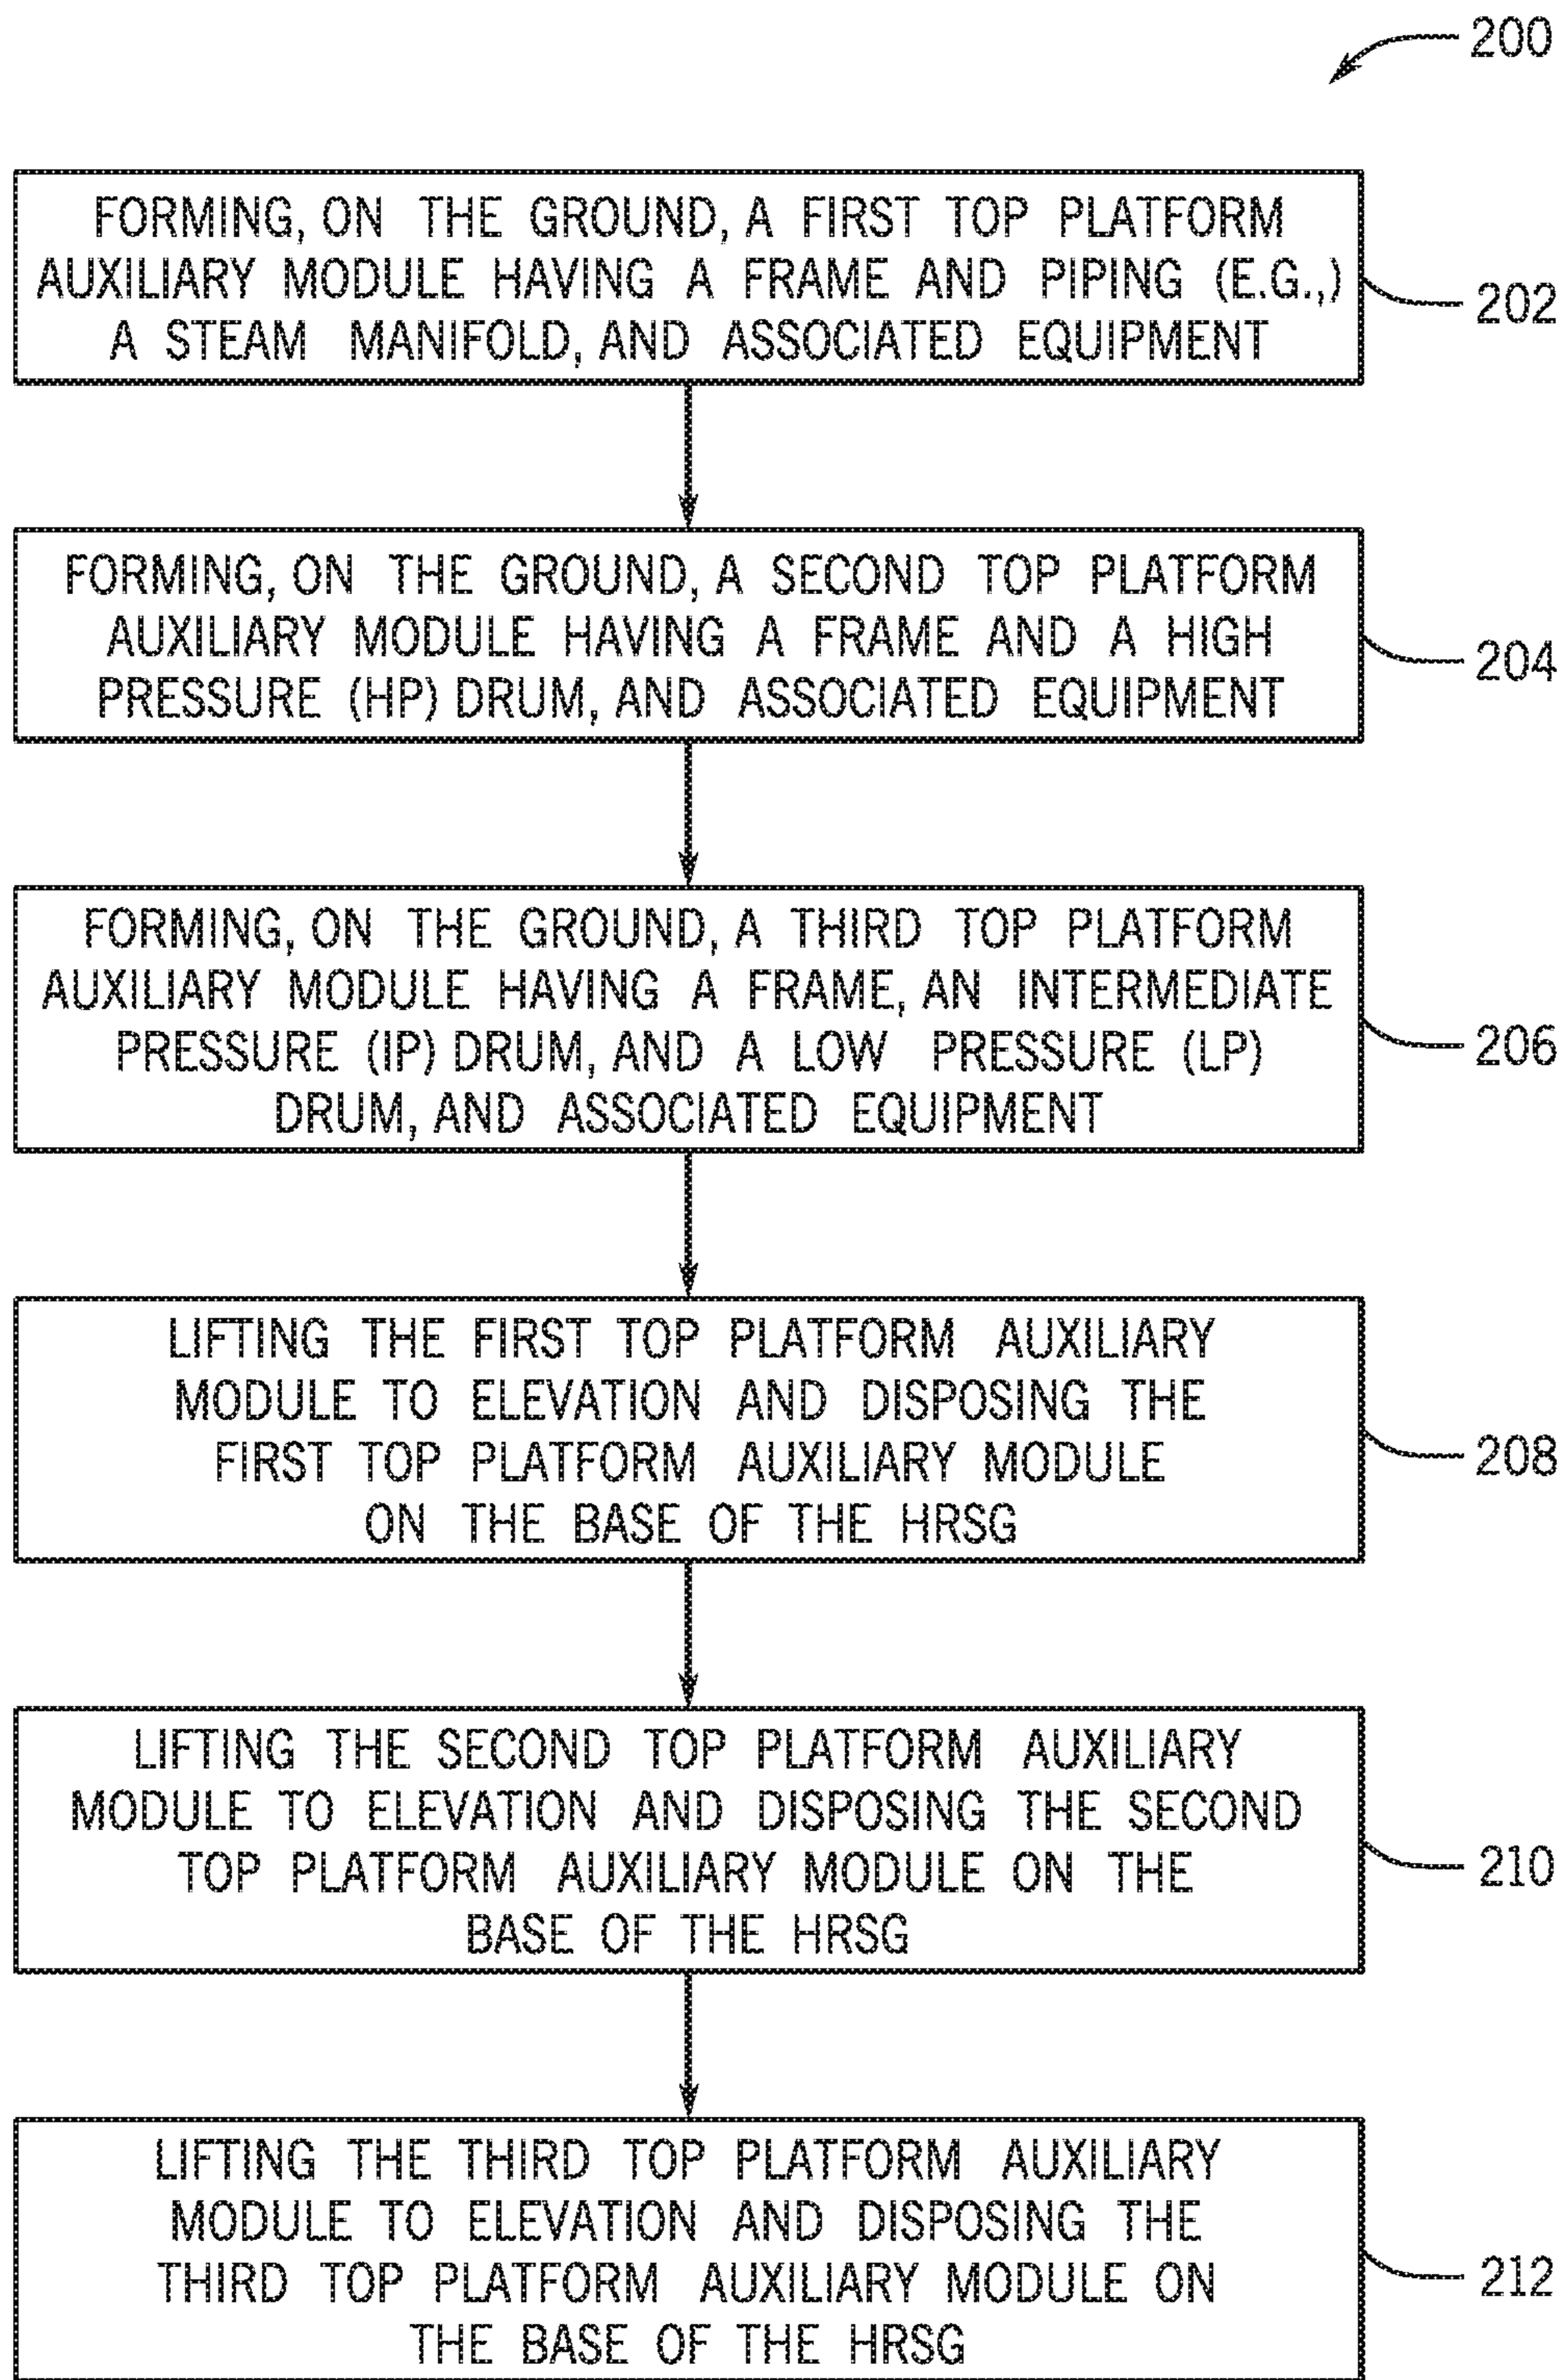 200
FORMING, ON THE GROUND, A FIRST TOP PLATFORM
AUXILIARY MODULE HAVING A FRAME AND PIPING (E.G.,)
A STEAM MANIFOLD, AND ASSOCIATED EQUIPMENT
202
FORMING, ON THE GROUND, A SECOND TOP PLATFORM
AUXILIARY MODULE HAVING A FRAME AND A HIGH
PRESSURE (HP) DRUM, AND ASSOCIATED EQUIPMENT
204
FORMING, ON THE GROUND, A THIRD TOP PLATFORM
AUXILIARY MODULE HAVING A FRAME, AN INTERMEDIATE
PRESSURE (IP) DRUM, AND A LOW PRESSURE (LP)
DRUM, AND ASSOCIATED EQUIPMENT
206
LIFTING THE FIRST TOP PLATFORM AUXILIARY
MODULE TO ELEVATION AND DISPOSING THE
FIRST TOP PLATFORM AUXILIARY MODULE
ON THE BASE OF THE HRSG
208
LIFTING THE SECOND TOP PLATFORM AUXILIARY
MODULE TO ELEVATION AND DISPOSING THE SECOND
TOP PLATFORM AUXILIARY MODULE ON THE
BASE OF THE HRSG
210
LIFTING THE THIRD TOP PLATFORM AUXILIARY
MODULE TO ELEVATION AND DISPOSING THE
THIRD TOP PLATFORM AUXILIARY MODULE ON
THE BASE OF THE HRSG
212